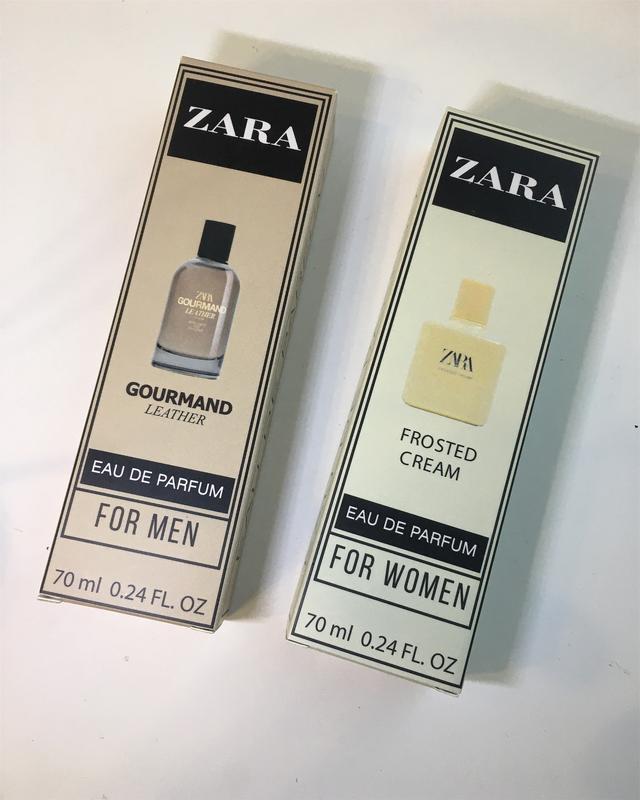 ZARA
ZARA
GOURMAND
LEATHER
GOURMAND
LEATHER
EAU DE PARFUM
FOR MEN
70 ml 0.24 FL. OZ
ZARA
ZARA
FROSTED
CREAM
EAU DE PARFUM
FOR WOMEN
70 ml 0.24 FL. OZ